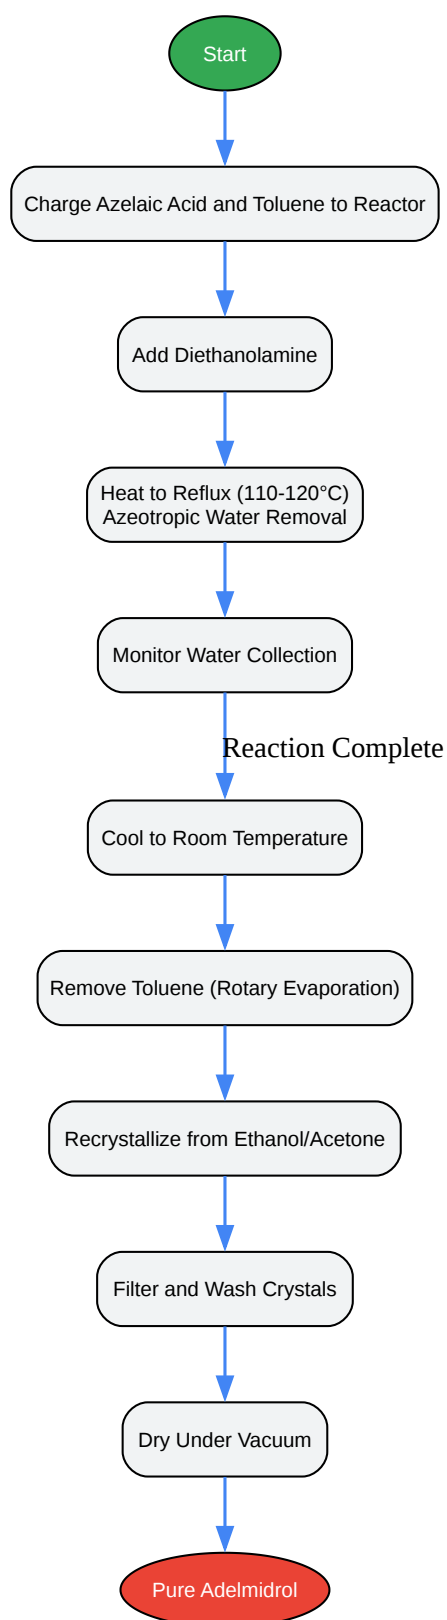 Start
Charge Azelaic Acid and Toluene to Reactor
Add Diethanolamine
Heat to Reflux (110-120°C)
Azeotropic Water Removal
Monitor Water Collection
Reaction Complete
Cool to Room Temperature
Remove Toluene (Rotary Evaporation)
Recrystallize from Ethanol/Acetone
Filter and Wash Crystals
Dry Under Vacuum
Pure Adelmidrol